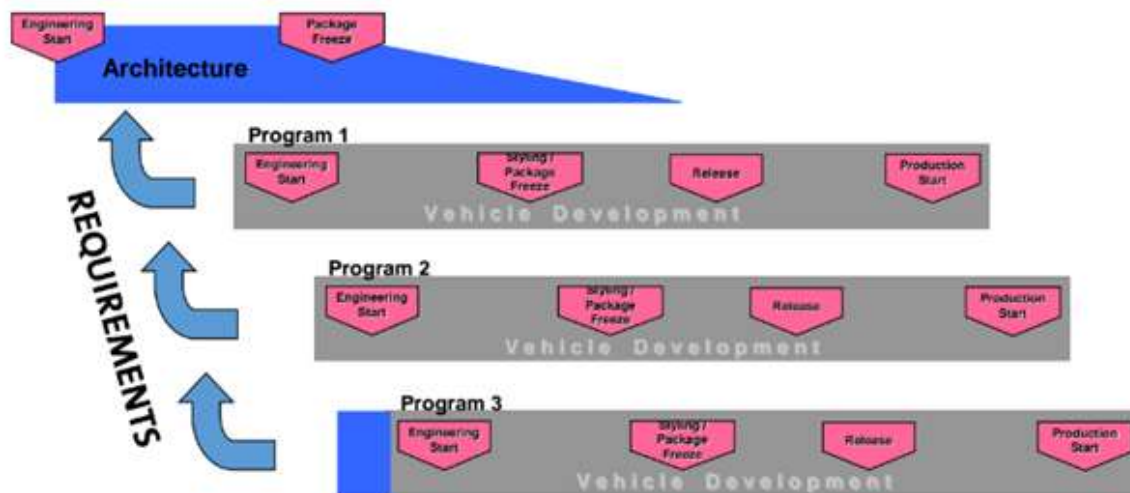 Engineering
Start
Package
Freeze
Architecture
REQUIREMENTS
Program 1
Engineering
Start
Styling /
Package
Freeze
Release
Production
Start
Vehicle Development
Program 2
Engineering
Start
Styling /
Package
Freeze
Release
Production
Start
Vehicle Development
Program 3
Engineering
Start
Styling /
Package
Freeze
Release
Production
Start
Vehicle Development